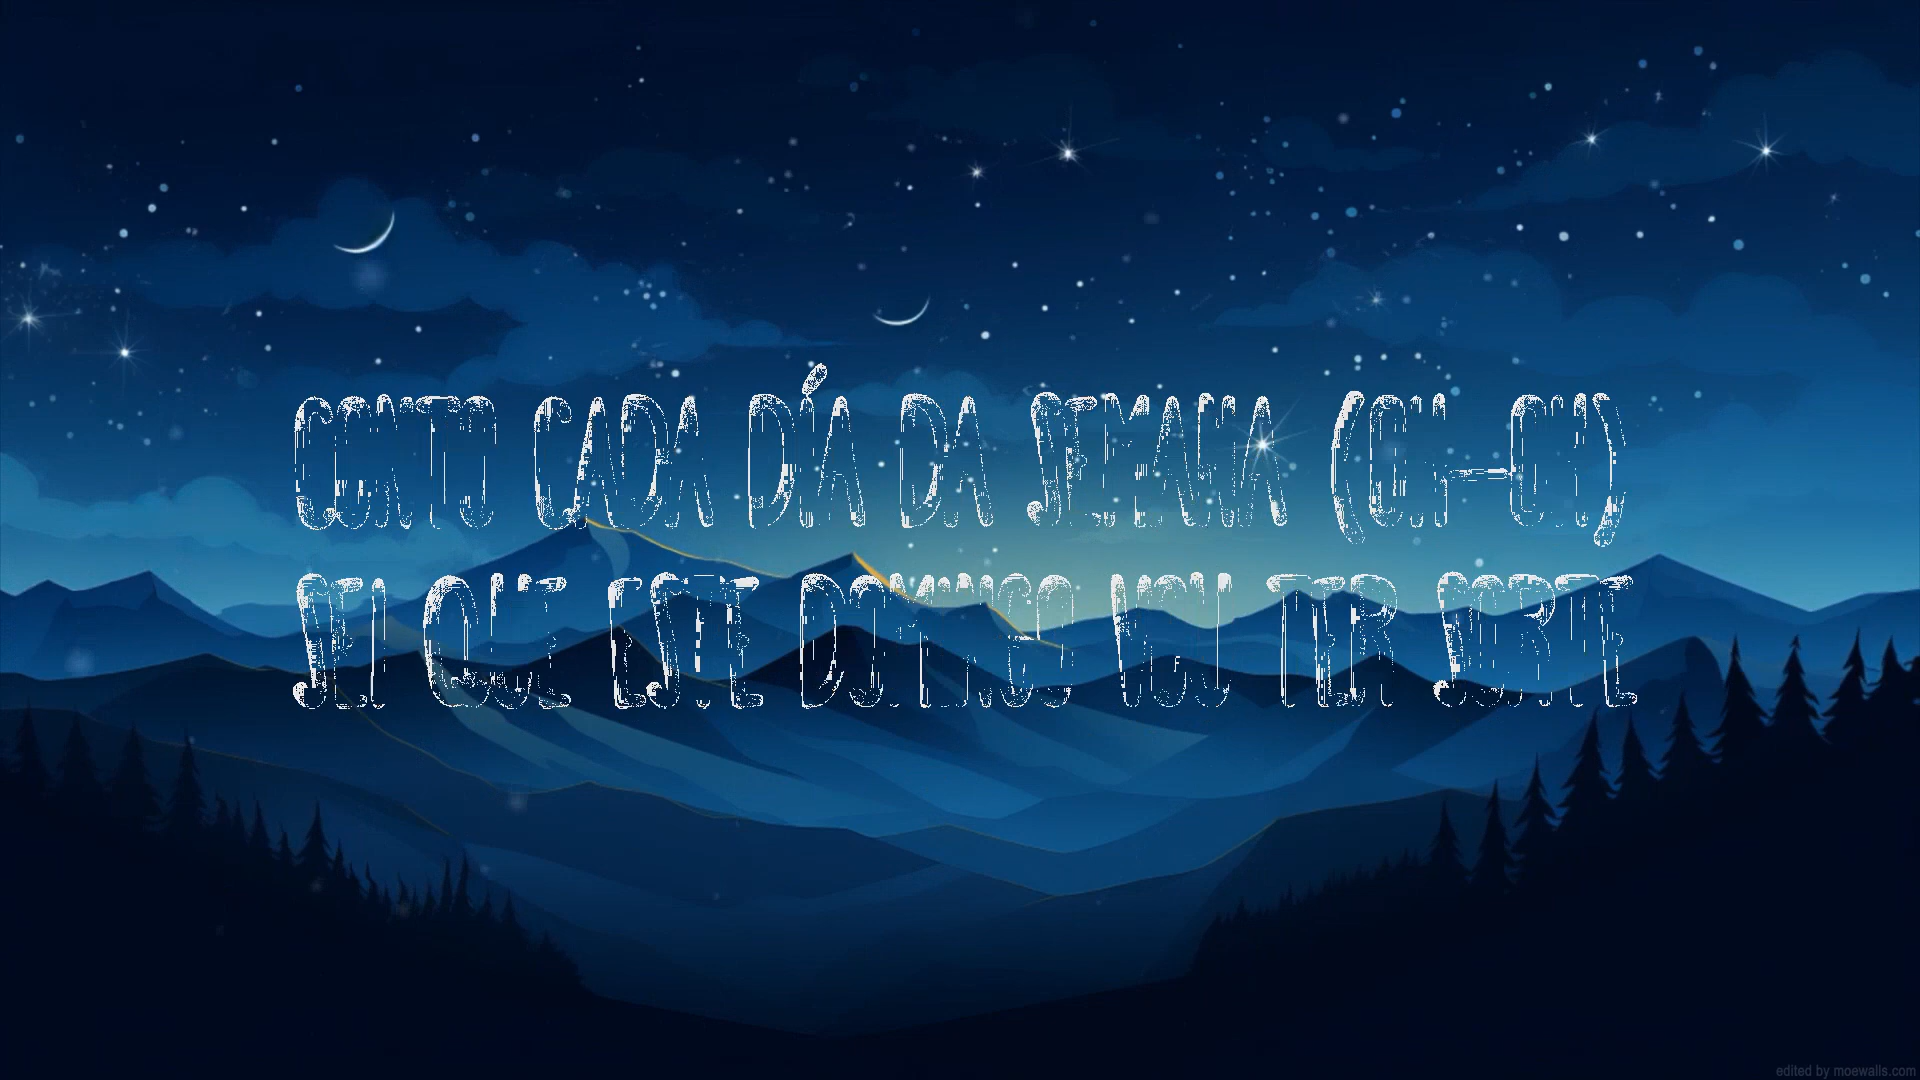 CONTO CADA DÍA DA SEMANA (OH-OH)
SEI QUE ESTE DOMINGO VOU TER SORTE
edited by moewalls.com